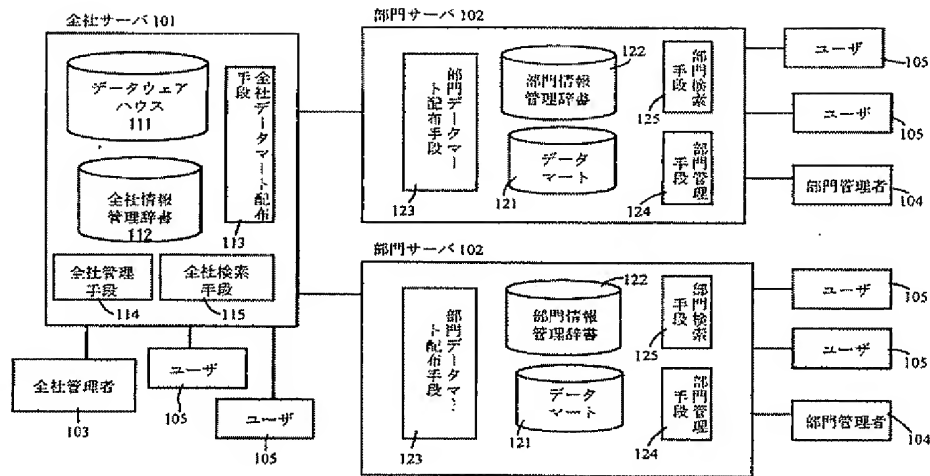 全社サーバ 101
データウェア
ハウス
111
全社情報
管理辞書
112
全社データマート配布
手段
113
全社管理
手段
114
全社検索
手段
115
全社管理者
103
ユーザ
105
ユーザ
105
部門サーバ 102
部門データマー
ト配布手段
123
122
部門情報
管理辞書
データ
マート
121
部門検索
手段
125
部門管理
手段
124
ユーザ
105
ユーザ
105
部門管理者
104
部門サーバ 102
部門データマー
ト配布手段
123
122
部門情報
管理辞書
データ
マート
121
部門検索
手段
125
部門管理
手段
124
ユーザ
105
ユーザ
105
部門管理者
104